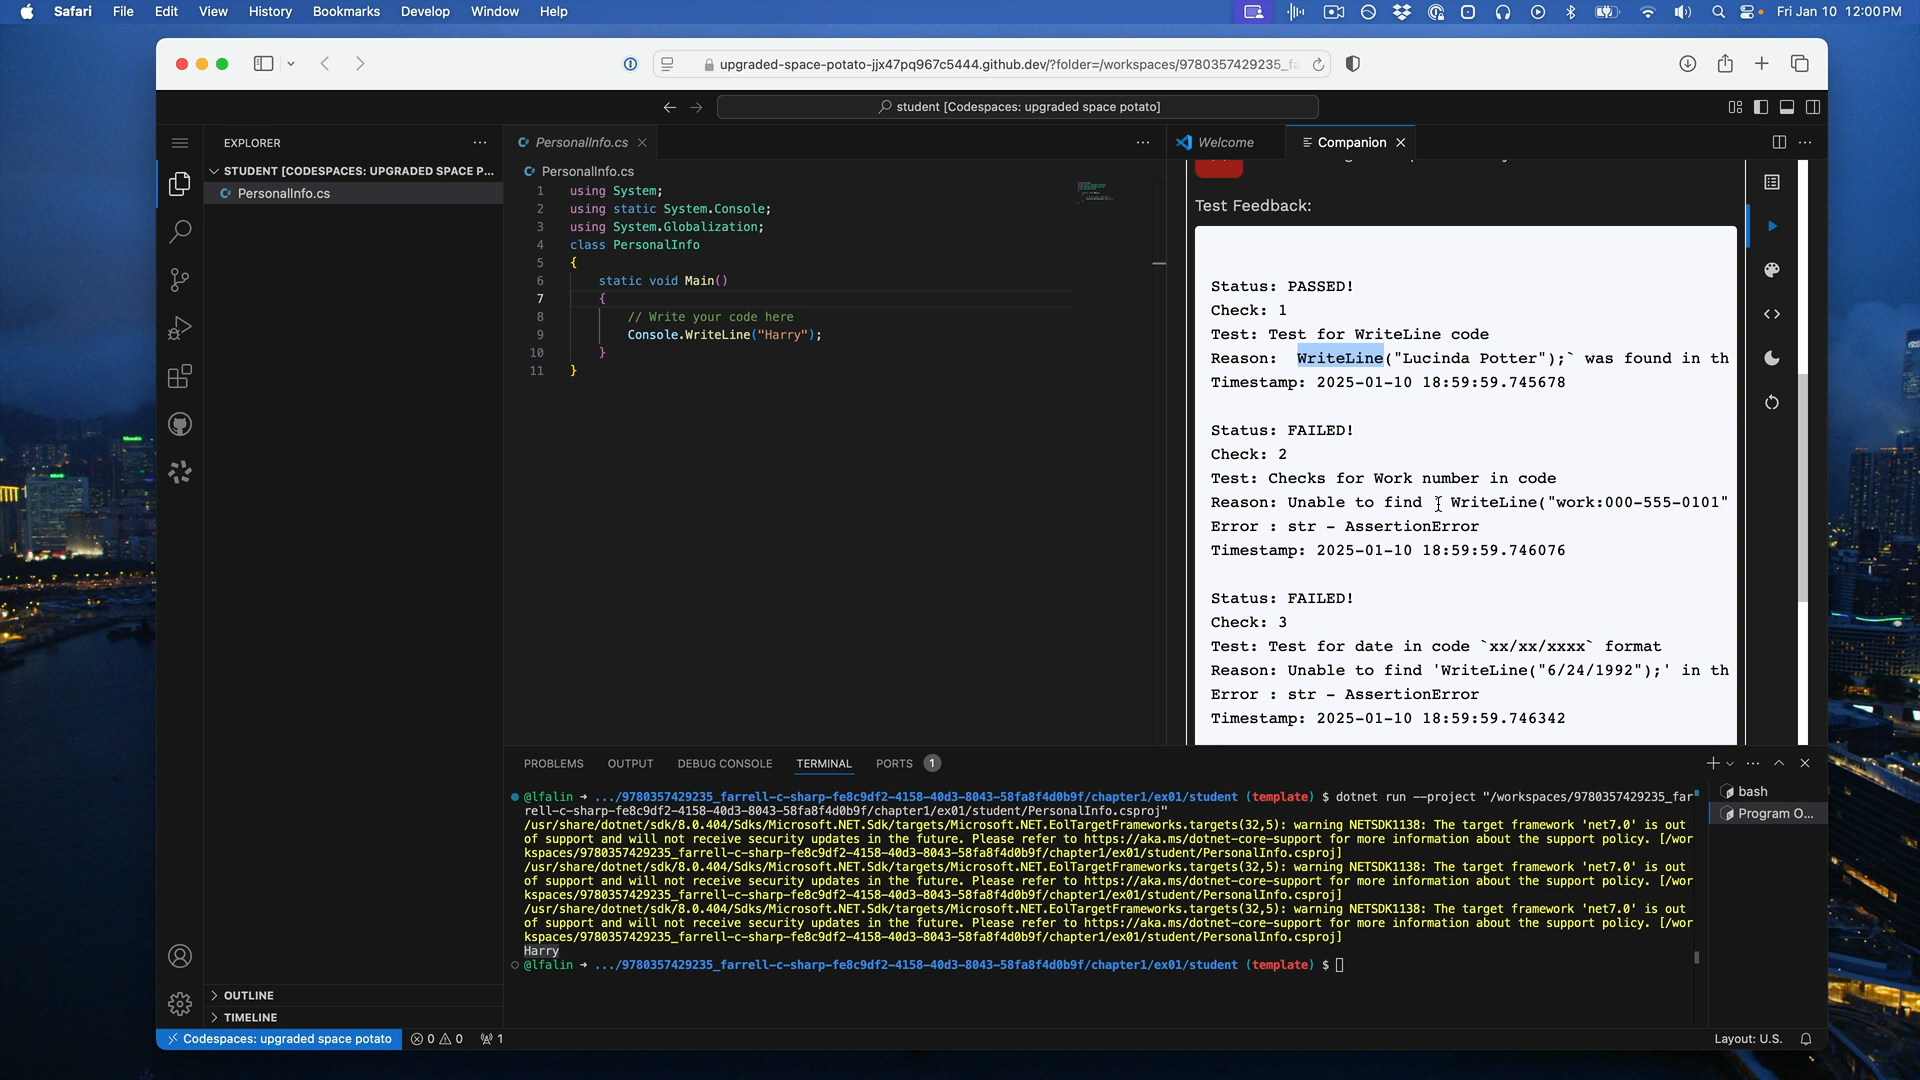 Safari File Edit View History Bookmarks Develop Window Help
Fri Jan 10 12:00 PM
upgraded-space-potato-jjx47pq967c5444.github.dev/?folder=/workspaces/9780357429235_fa
student [Codespaces: upgraded space potato]
EXPLORER
STUDENT [CODESPACES: UPGRADED SPACE P...
PersonalInfo.cs
PersonalInfo.cs
PersonalInfo.cs
1 using System;
2 using static System.Console;
3 using System.Globalization;
4 class PersonalInfo
5 {
6 static void Main()
7 {
8 // Write your code here
9 Console.WriteLine("Harry");
10 }
11 }
Welcome
Companion
Test Feedback:
Status: PASSED!
Check: 1
Test: Test for WriteLine code
Reason: WriteLine("Lucinda Potter");` was found in th
Timestamp: 2025-01-10 18:59:59.745678
Status: FAILED!
Check: 2
Test: Checks for Work number in code
Reason: Unable to find WriteLine("work:000-555-0101"
Error : str - AssertionError
Timestamp: 2025-01-10 18:59:59.746076
Status: FAILED!
Check: 3
Test: Test for date in code `xx/xx/xxxx` format
Reason: Unable to find 'WriteLine("6/24/1992");' in th
Error : str - AssertionError
Timestamp: 2025-01-10 18:59:59.746342
PROBLEMS OUTPUT DEBUG CONSOLE TERMINAL PORTS 1
@lfalin ➜ .../9780357429235_farrell-c-sharp-fe8c9df2-4158-40d3-8043-58fa8f4d0b9f/chapter1/ex01/student (template) $ dotnet run --project "/workspaces/9780357429235_far
rell-c-sharp-fe8c9df2-4158-40d3-8043-58fa8f4d0b9f/chapter1/ex01/student/PersonalInfo.csproj"
/usr/share/dotnet/sdk/8.0.404/Sdks/Microsoft.NET.Sdk/targets/Microsoft.NET.EolTargetFrameworks.targets(32,5): warning NETSDK1138: The target framework 'net7.0' is out
of support and will not receive security updates in the future. Please refer to https://aka.ms/dotnet-core-support for more information about the support policy. [/wor
kspaces/9780357429235_farrell-c-sharp-fe8c9df2-4158-40d3-8043-58fa8f4d0b9f/chapter1/ex01/student/PersonalInfo.csproj]
/usr/share/dotnet/sdk/8.0.404/Sdks/Microsoft.NET.Sdk/targets/Microsoft.NET.EolTargetFrameworks.targets(32,5): warning NETSDK1138: The target framework 'net7.0' is out
of support and will not receive security updates in the future. Please refer to https://aka.ms/dotnet-core-support for more information about the support policy. [/wor
kspaces/9780357429235_farrell-c-sharp-fe8c9df2-4158-40d3-8043-58fa8f4d0b9f/chapter1/ex01/student/PersonalInfo.csproj]
/usr/share/dotnet/sdk/8.0.404/Sdks/Microsoft.NET.Sdk/targets/Microsoft.NET.EolTargetFrameworks.targets(32,5): warning NETSDK1138: The target framework 'net7.0' is out
of support and will not receive security updates in the future. Please refer to https://aka.ms/dotnet-core-support for more information about the support policy. [/wor
kspaces/9780357429235_farrell-c-sharp-fe8c9df2-4158-40d3-8043-58fa8f4d0b9f/chapter1/ex01/student/PersonalInfo.csproj]
Harry
@lfalin ➜ .../9780357429235_farrell-c-sharp-fe8c9df2-4158-40d3-8043-58fa8f4d0b9f/chapter1/ex01/student (template) $
bash
Program O...
OUTLINE
TIMELINE
Codespaces: upgraded space potato 0 0 1
Layout: U.S.